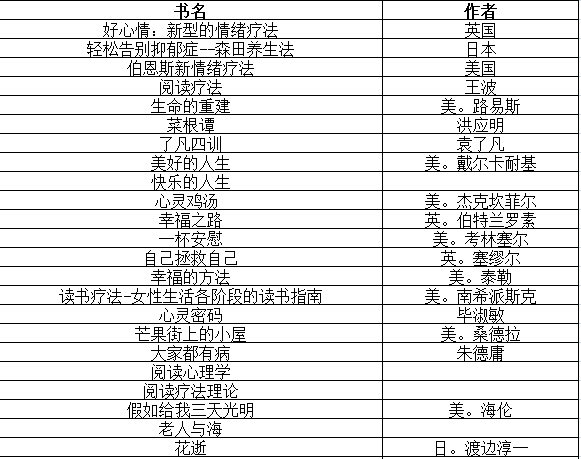 书名 作者
好心情：新型的情绪疗法 英国
轻松告别抑郁症--森田养生法 日本
伯恩斯新情绪疗法 美国
阅读疗法 王波
生命的重建 美。路易斯
菜根谭 洪应明
了凡四训 袁了凡
美好的人生 美。戴尔卡耐基
快乐的人生
心灵鸡汤 美。杰克坎菲尔
幸福之路 英。伯特兰罗素
一杯安慰 美。考林塞尔
自己拯救自己 英。塞缪尔
幸福的方法 美。泰勒
读书疗法-女性生活各阶段的读书指南 美。南希派斯克
心灵密码 毕淑敏
芒果街上的小屋 美。桑德拉
大家都有病 朱德庸
阅读心理学
阅读疗法理论
假如给我三天光明 美。海伦
老人与海
花逝 日。渡边淳一